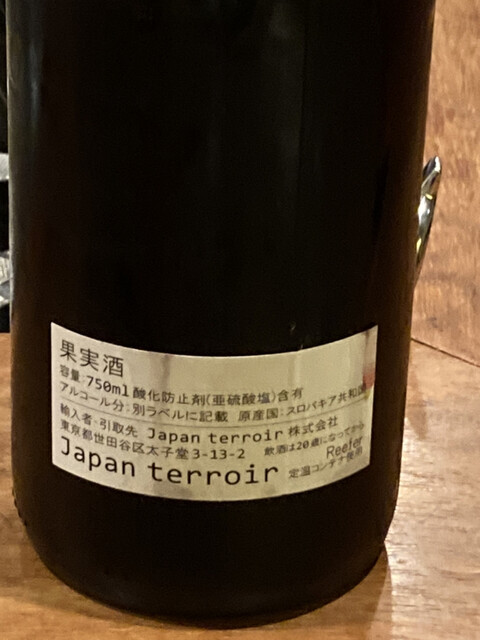 果実酒
容量:750ml 酸化防止剤(亜硫酸塩)含有
アルコール分:別ラベルに記載 原産国:スロバキア共和国
輸入者・引取先 Japan terroir 株式会社
東京都世田谷区太子堂3-13-2 飲酒は20歳になってから
Japan terroir Reefer
定温コンテナ使用